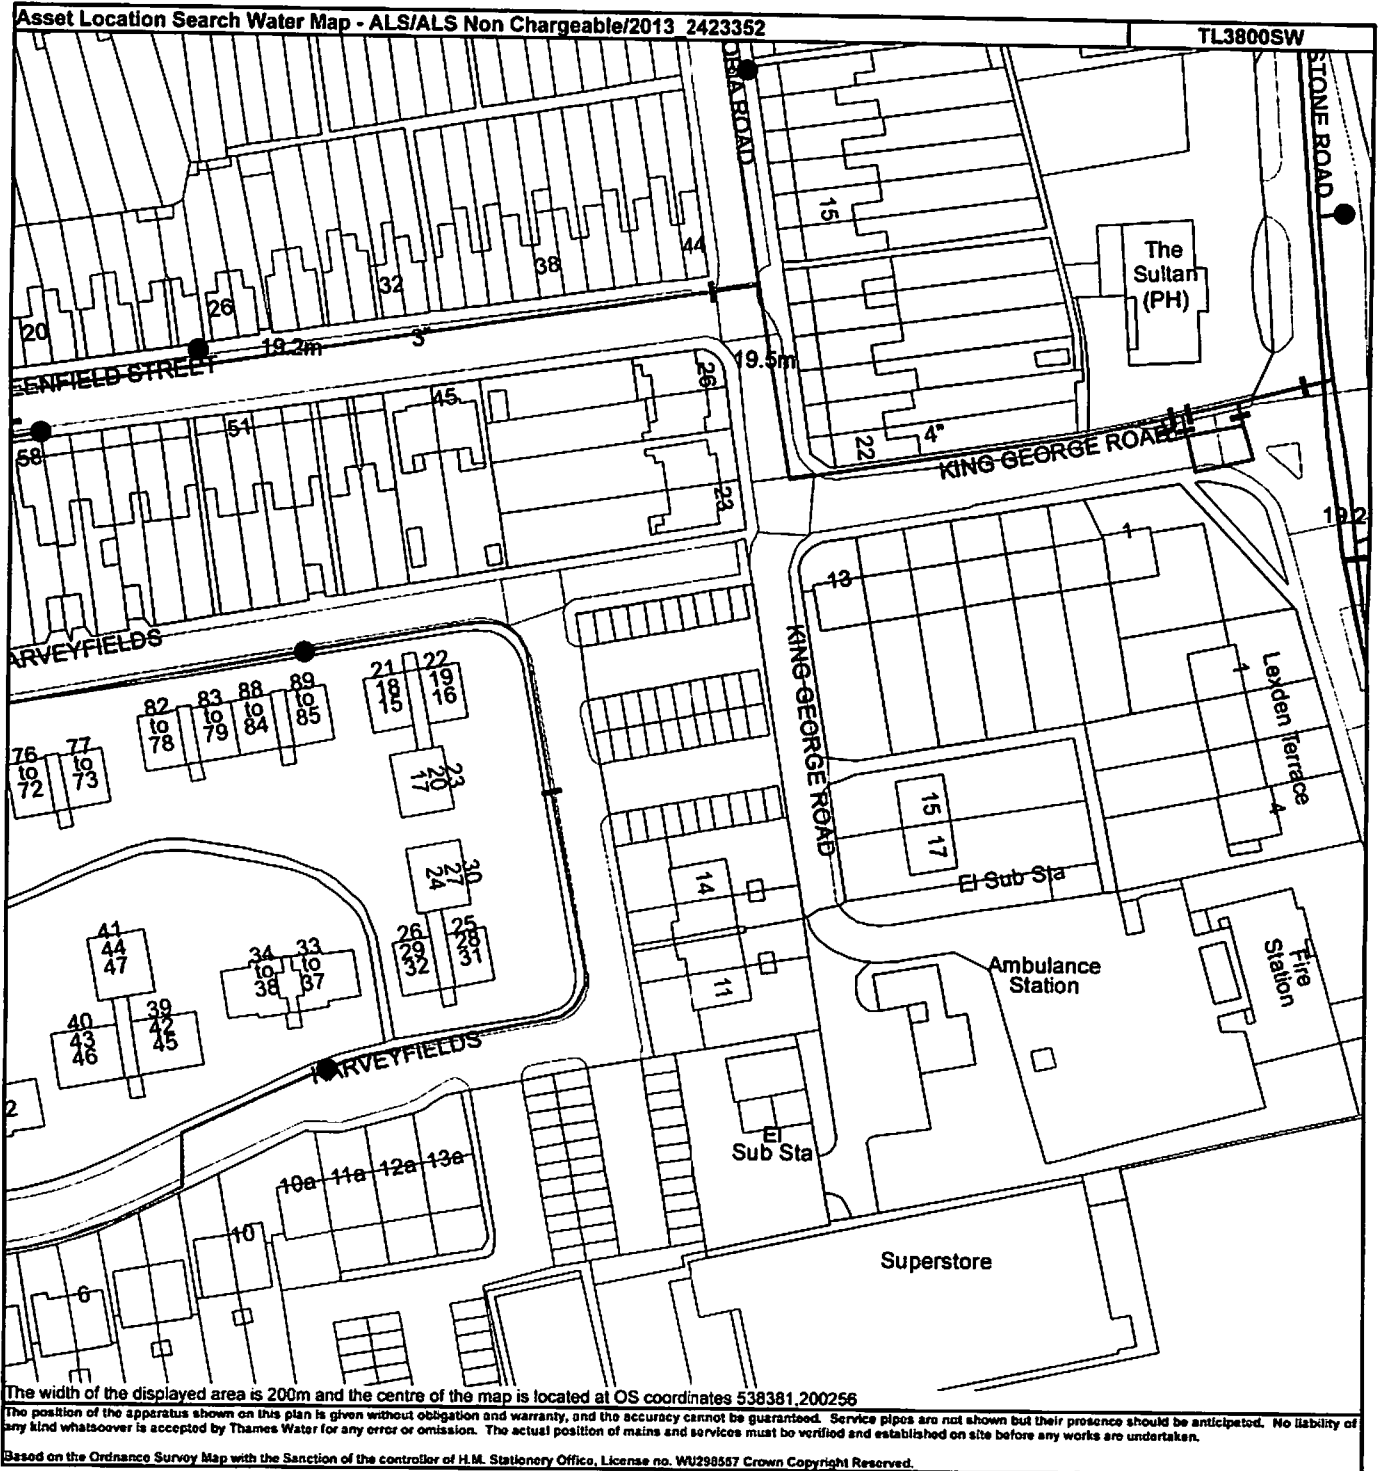 Asset Location Search Water Map - ALS/ALS Non Chargeable/2013_2423352
TL3800SW
ORIA ROAD
STONE ROAD
15
44
38
32
26
20
The
Sultan
(PH)
19.2m
3"
EENFIELD STREET
19.5m
26
45
51
58
22
4"
KING GEORGE ROAD
23
19.2
1
13
ARVEYFIELDS
KING GEORGE ROAD
Lexden Terrace
1
4
21
18
15
22
19
16
82
to
78
83
to
79
88
to
84
89
to
85
76
to
72
77
to
73
23
20
17
15
17
30
27
24
14
El Sub Sta
26
29
32
25
28
31
41
44
47
34
to
38
33
to
37
11
Ambulance
Station
Fire
Station
40
43
46
39
42
45
HARVEYFIELDS
2
El
Sub Sta
10a
11a
12a
13a
10
6
Superstore
The width of the displayed area is 200m and the centre of the map is located at OS coordinates 538381,200256
The position of the apparatus shown on this plan is given without obligation and warranty, and the accuracy cannot be guaranteed. Service pipes are not shown but their presence should be anticipated. No liability of
any kind whatsoever is accepted by Thames Water for any error or omission. The actual position of mains and services must be verified and established on site before any works are undertaken.
Based on the Ordnance Survey Map with the Sanction of the controller of H.M. Stationery Office, License no. WU298557 Crown Copyright Reserved.